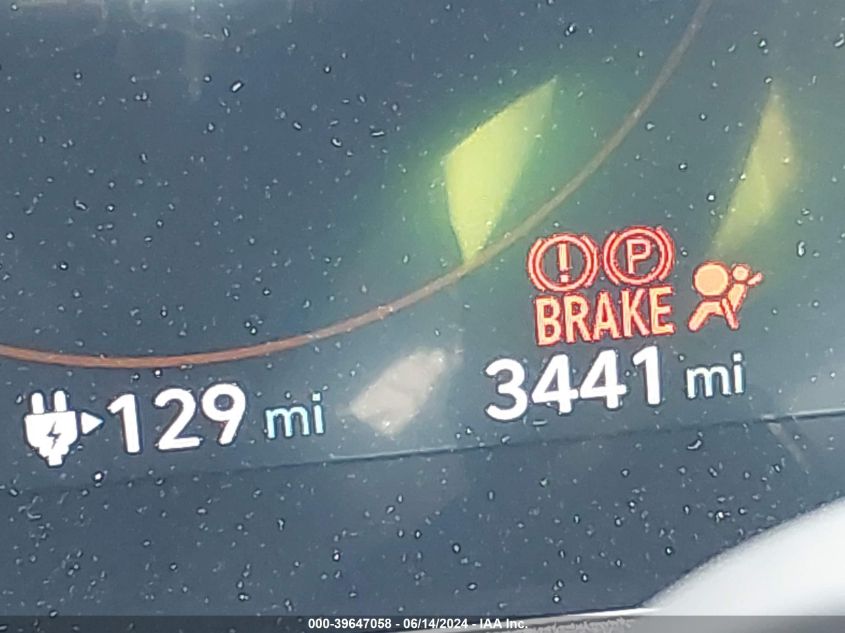 ! P
BRAKE
129 mi 3441 mi
000-39647058 - 06/14/2024 - IAA Inc.